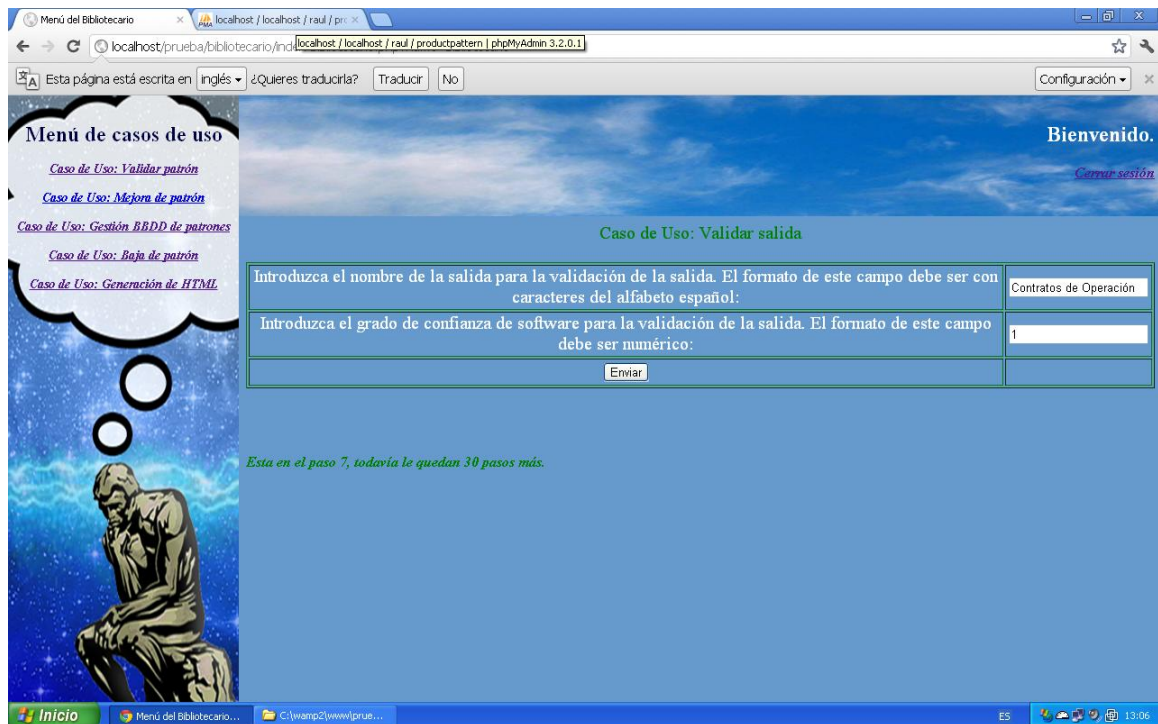 Menú del Bibliotecario
localhost / localhost / raul / pro
localhost/prueba/bibliotecario/inde
localhost / localhost / raul / productpattern | phpMyAdmin 3.2.0.1
Esta página está escrita en inglés ¿Quieres traducirla? Traducir No Configuración
Menú de casos de uso
Caso de Uso: Validar patrón
Caso de Uso: Mejora de patrón
Caso de Uso: Gestión BBDD de patrones
Caso de Uso: Baja de patrón
Caso de Uso: Generación de HTML
Bienvenido.
Cerrar sesión
Caso de Uso: Validar salida
Introduzca el nombre de la salida para la validación de la salida. El formato de este campo debe ser con
caracteres del alfabeto español:
Contratos de Operación
Introduzca el grado de confianza de software para la validación de la salida. El formato de este campo
debe ser numérico:
1
Enviar
Esta en el paso 7, todavía le quedan 30 pasos más.
Inicio
Menú del Bibliotecario...
C:\wamp2\www\prue...
ES
13:06